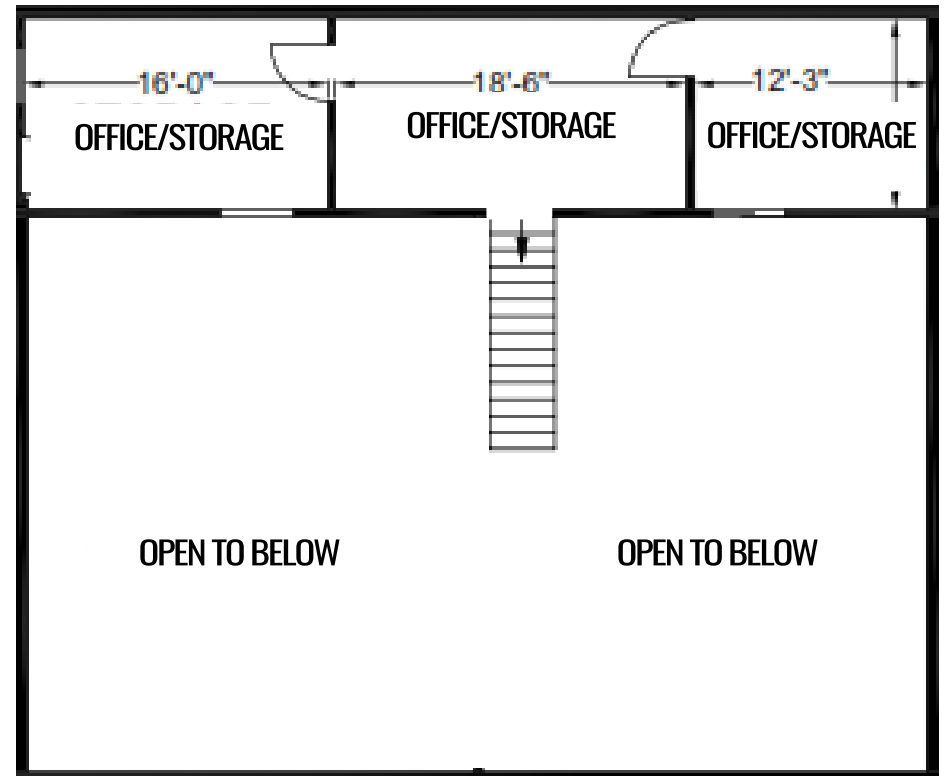 16'-0"
18'-6"
12'-3"
OFFICE/STORAGE
OFFICE/STORAGE
OFFICE/STORAGE
OPEN TO BELOW
OPEN TO BELOW